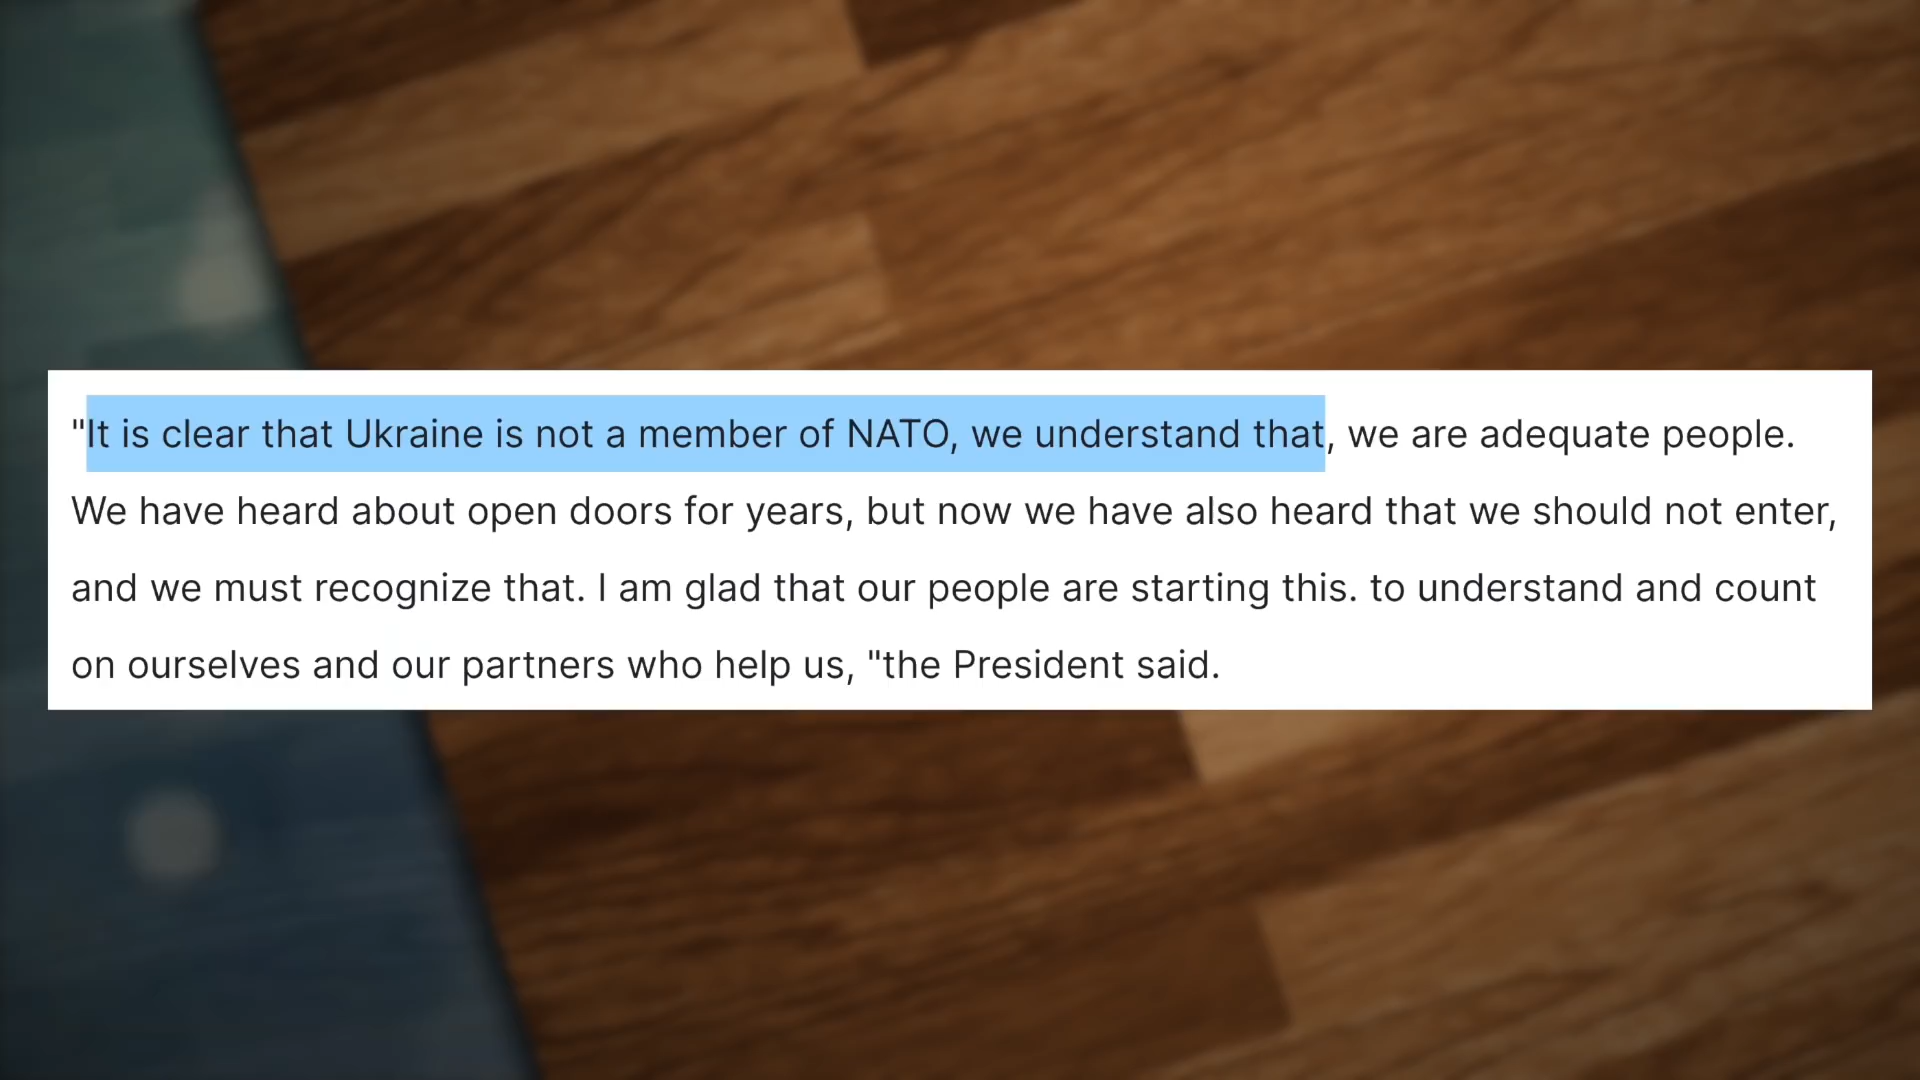 "It is clear that Ukraine is not a member of NATO, we understand that, we are adequate people.
We have heard about open doors for years, but now we have also heard that we should not enter,
and we must recognize that. I am glad that our people are starting this. to understand and count
on ourselves and our partners who help us, "the President said.